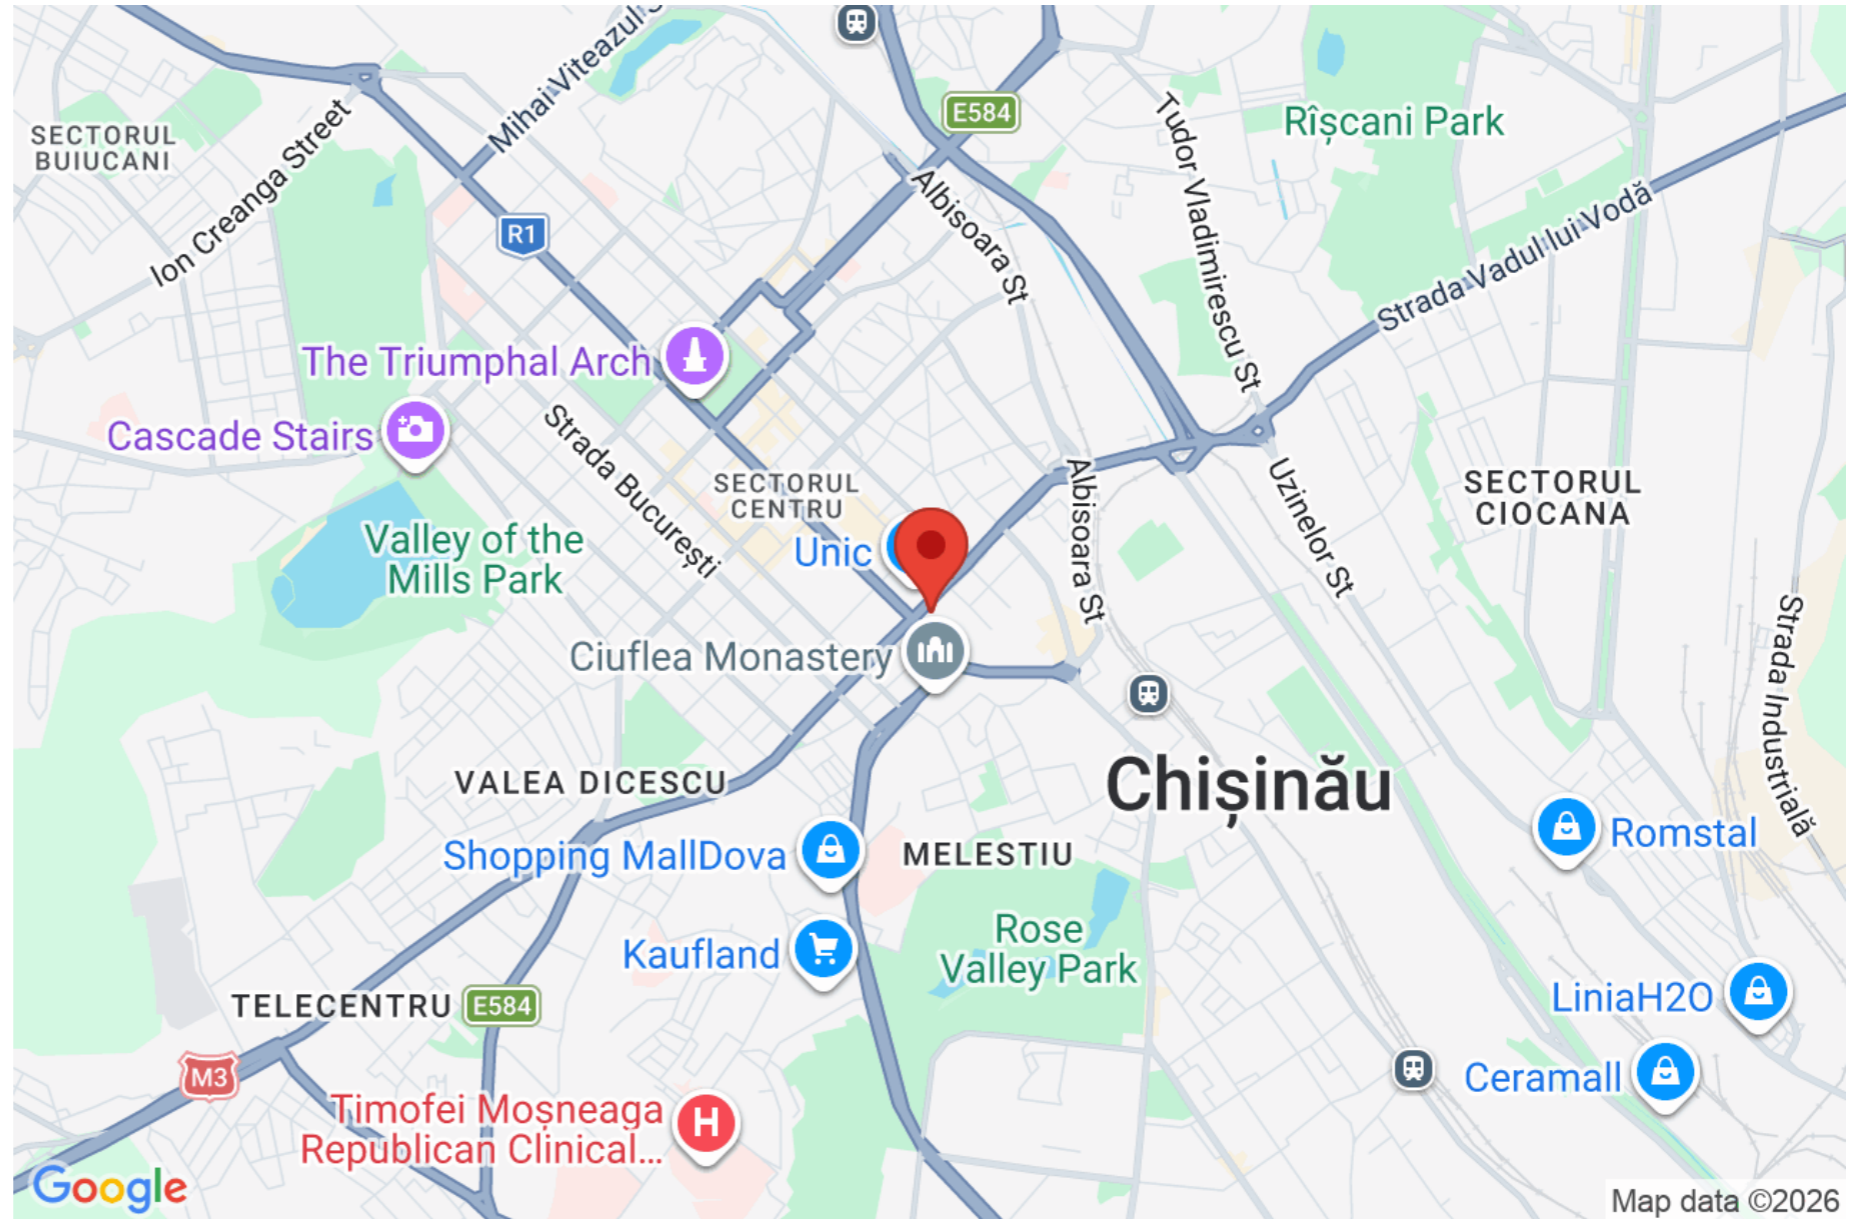 Mihai Viteazul S
E584
Rîșcani Park
SECTORUL
BUIUCANI
Ion Creanga Street
Tudor Vladimirescu St
Albisoara St
Strada Vadul lui Vodă
R1
The Triumphal Arch
Cascade Stairs
Strada București
SECTORUL
CENTRU
Albisoara St
Uzinelor St
SECTORUL
CIOCANA
Valley of the
Mills Park
Unic
Strada Industrială
Ciuflea Monastery
VALEA DICESCU
Chișinău
Shopping MallDova
MELESTIU
Romstal
Kaufland
Rose
Valley Park
TELECENTRU
E584
LiniaH2O
M3
Ceramall
Timofei Moșneaga
Republican Clinical...
H
Google
Map data ©2026